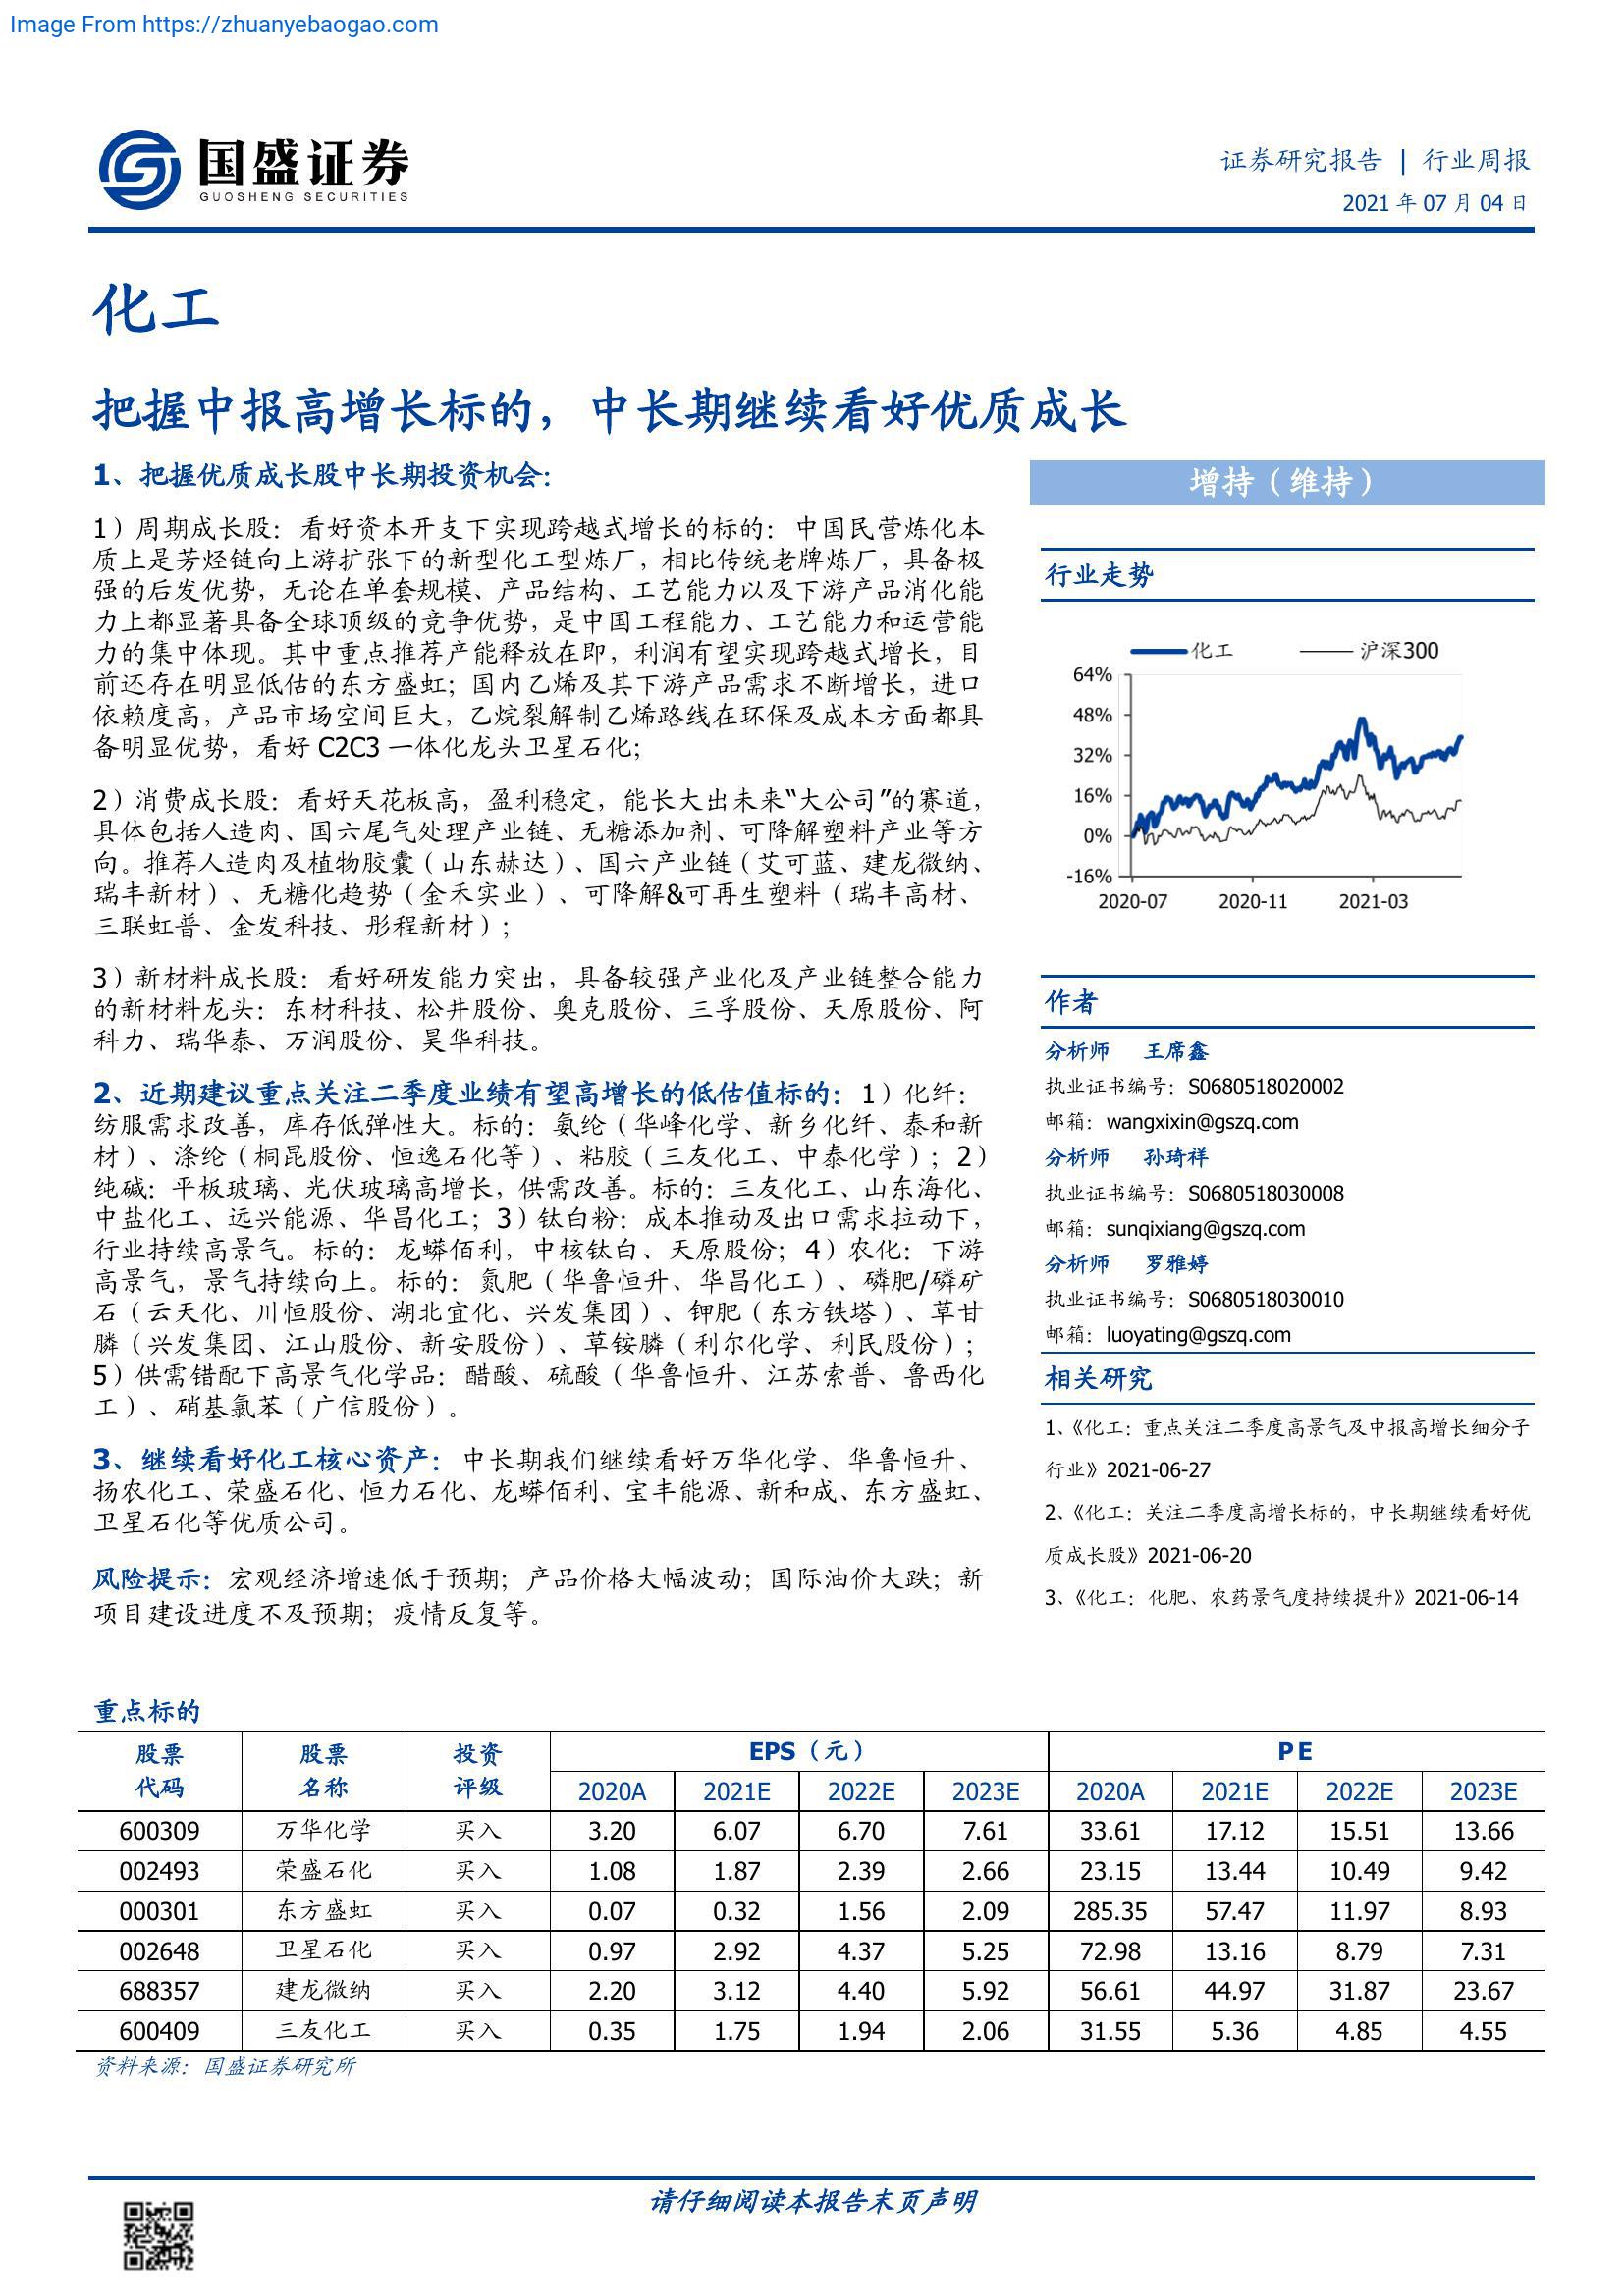 Image From https://zhuanyebaogao.com
国盛证券
GUOSHENG SECURITIES
证券研究报告 | 行业周报
2021 年 07 月 04 日
化工
把握中报高增长标的，中长期继续看好优质成长
1、把握优质成长股中长期投资机会：
1）周期成长股：看好资本开支下实现跨越式增长的标的：中国民营炼化本
质上是芳烃链向上游扩张下的新型化工型炼厂，相比传统老牌炼厂，具备极
强的后发优势，无论在单套规模、产品结构、工艺能力以及下游产品消化能
力上都显著具备全球顶级的竞争优势，是中国工程能力、工艺能力和运营能
力的集中体现。其中重点推荐产能释放在即，利润有望实现跨越式增长，目
前还存在明显低估的东方盛虹；国内乙烯及其下游产品需求不断增长，进口
依赖度高，产品市场空间巨大，乙烷裂解制乙烯路线在环保及成本方面都具
备明显优势，看好 C2C3 一体化龙头卫星石化；
2）消费成长股：看好天花板高，盈利稳定，能长大出未来“大公司”的赛道，
具体包括人造肉、国六尾气处理产业链、无糖添加剂、可降解塑料产业等方
向。推荐人造肉及植物胶囊（山东赫达）、国六产业链（艾可蓝、建龙微纳、
瑞丰新材）、无糖化趋势（金禾实业）、可降解&可再生塑料（瑞丰高材、
三联虹普、金发科技、彤程新材）；
3）新材料成长股：看好研发能力突出，具备较强产业化及产业链整合能力
的新材料龙头：东材科技、松井股份、奥克股份、三孚股份、天原股份、阿
科力、瑞华泰、万润股份、昊华科技。
2、近期建议重点关注二季度业绩有望高增长的低估值标的：1）化纤：
纺服需求改善，库存低弹性大。标的：氨纶（华峰化学、新乡化纤、泰和新
材）、涤纶（桐昆股份、恒逸石化等）、粘胶（三友化工、中泰化学）；2）
纯碱：平板玻璃、光伏玻璃高增长，供需改善。标的：三友化工、山东海化、
中盐化工、远兴能源、华昌化工；3）钛白粉：成本推动及出口需求拉动下，
行业持续高景气。标的：龙蟒佰利，中核钛白、天原股份；4）农化：下游
高景气，景气持续向上。标的：氮肥（华鲁恒升、华昌化工）、磷肥/磷矿
石（云天化、川恒股份、湖北宜化、兴发集团）、钾肥（东方铁塔）、草甘
膦（兴发集团、江山股份、新安股份）、草铵膦（利尔化学、利民股份）；
5）供需错配下高景气化学品：醋酸、硫酸（华鲁恒升、江苏索普、鲁西化
工）、硝基氯苯（广信股份）。
3、继续看好化工核心资产：中长期我们继续看好万华化学、华鲁恒升、
扬农化工、荣盛石化、恒力石化、龙蟒佰利、宝丰能源、新和成、东方盛虹、
卫星石化等优质公司。
风险提示：宏观经济增速低于预期；产品价格大幅波动；国际油价大跌；新
项目建设进度不及预期；疫情反复等。
增持（维持）
行业走势
化工 沪深300
64%
48%
32%
16%
0%
-16%
2020-07 2020-11 2021-03
作者
分析师 王席鑫
执业证书编号：S0680518020002
邮箱：wangxixin@gszq.com
分析师 孙琦祥
执业证书编号：S0680518030008
邮箱：sunqixiang@gszq.com
分析师 罗雅婷
执业证书编号：S0680518030010
邮箱：luoyating@gszq.com
相关研究
1、《化工：重点关注二季度高景气及中报高增长细分子
行业》2021-06-27
2、《化工：关注二季度高增长标的，中长期继续看好优
质成长股》2021-06-20
3、《化工：化肥、农药景气度持续提升》2021-06-14
重点标的
股票 股票 投资 EPS（元） PE
代码 名称 评级 2020A 2021E 2022E 2023E 2020A 2021E 2022E 2023E
600309 万华化学 买入 3.20 6.07 6.70 7.61 33.61 17.12 15.51 13.66
002493 荣盛石化 买入 1.08 1.87 2.39 2.66 23.15 13.44 10.49 9.42
000301 东方盛虹 买入 0.07 0.32 1.56 2.09 285.35 57.47 11.97 8.93
002648 卫星石化 买入 0.97 2.92 4.37 5.25 72.98 13.16 8.79 7.31
688357 建龙微纳 买入 2.20 3.12 4.40 5.92 56.61 44.97 31.87 23.67
600409 三友化工 买入 0.35 1.75 1.94 2.06 31.55 5.36 4.85 4.55
资料来源：国盛证券研究所
请仔细阅读本报告末页声明